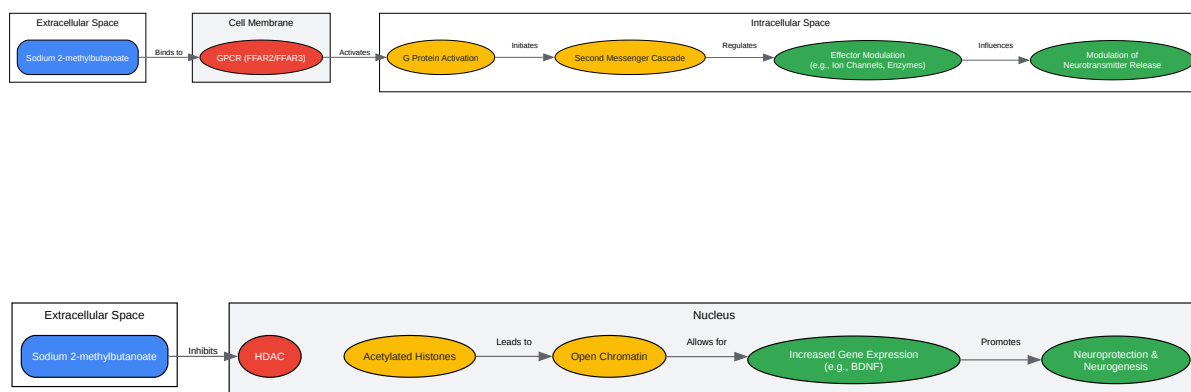 Extracellular Space
Cell Membrane
Intracellular Space
Sodium 2-methylbutanoate
Binds to
GPCR (FFAR2/FFAR3)
Activates
G Protein Activation
Initiates
Second Messenger Cascade
Regulates
Effector Modulation
(e.g., Ion Channels, Enzymes)
Influences
Modulation of
Neurotransmitter Release
Extracellular Space
Nucleus
Sodium 2-methylbutanoate
Inhibits
HDAC
Acetylated Histones
Leads to
Open Chromatin
Allows for
Increased Gene Expression
(e.g., BDNF)
Promotes
Neuroprotection &
Neurogenesis